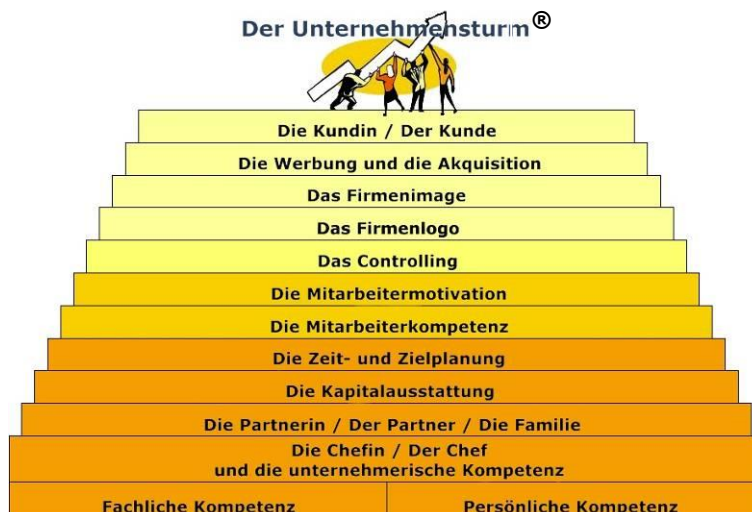 Der Unternehmensturm®
Die Kundin / Der Kunde
Die Werbung und die Akquisition
Das Firmenimage
Das Firmenlogo
Das Controlling
Die Mitarbeitermotivation
Die Mitarbeiterkompetenz
Die Zeit- und Zielplanung
Die Kapitalausstattung
Die Partnerin / Der Partner / Die Familie
Die Chefin / Der Chef
und die unternehmerische Kompetenz
Fachliche Kompetenz
Persönliche Kompetenz